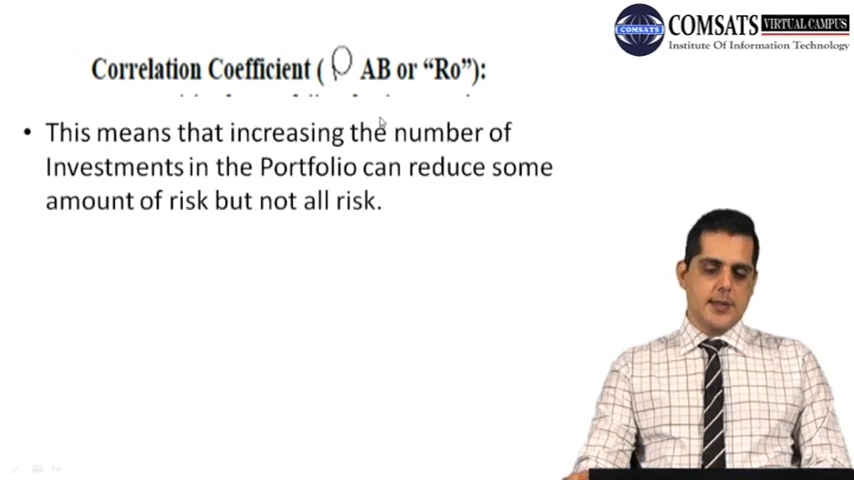 COMSATS VIRTUAL CAMPUS
Institute Of Information Technology
COMSATS
Correlation Coefficient ( ρ AB or “Ro”):
• This means that increasing the number of
Investments in the Portfolio can reduce some
amount of risk but not all risk.